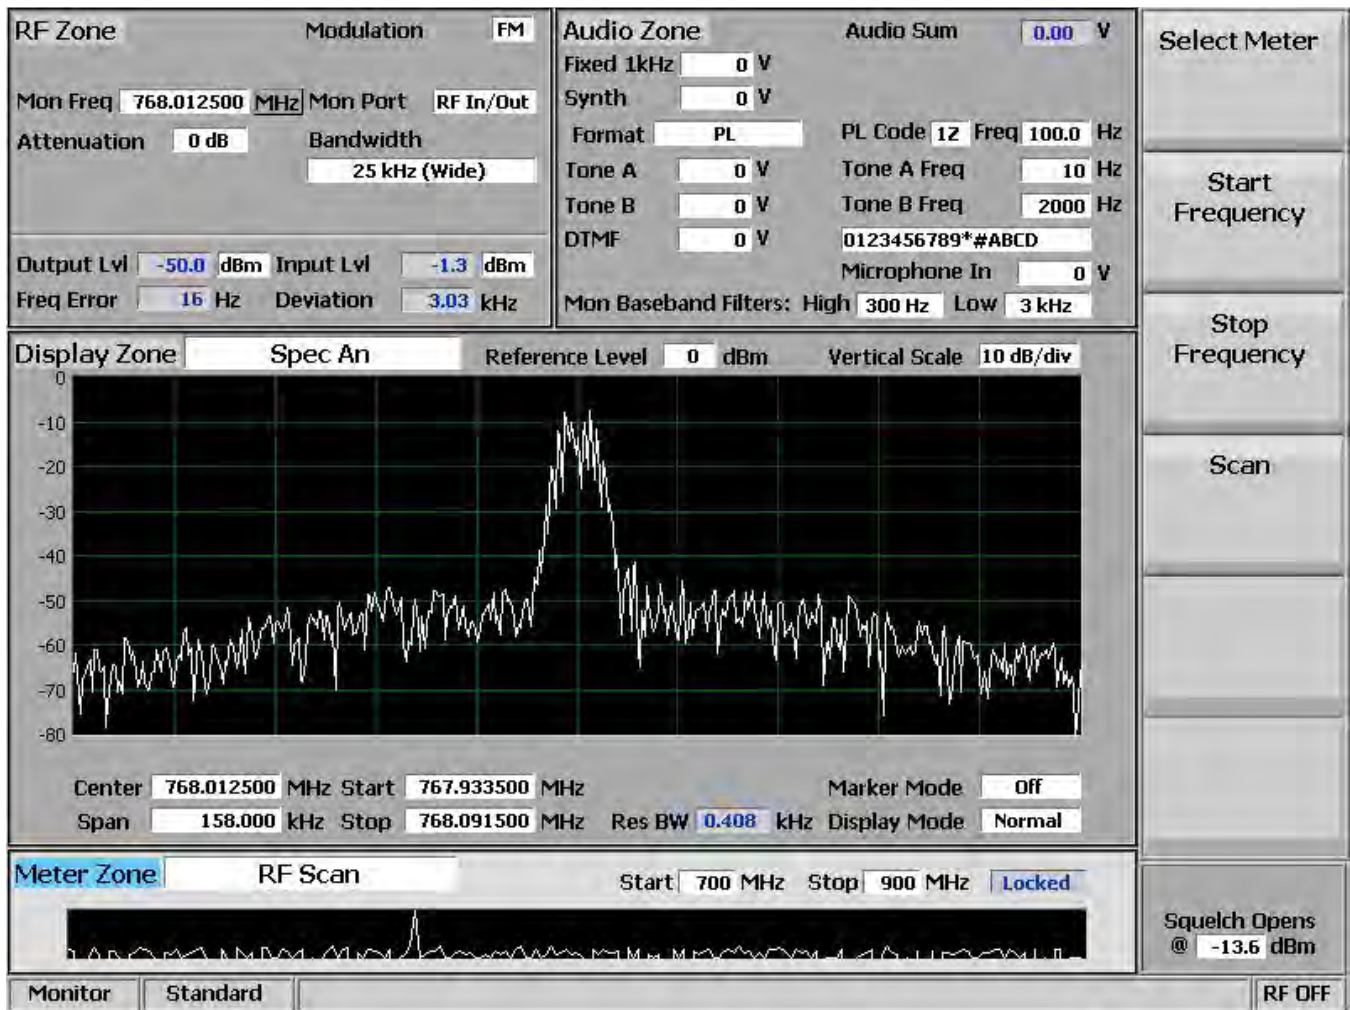 RF Zone Modulation FM
Mon Freq 768.012500 MHz Mon Port RF In/Out
Attenuation 0 dB Bandwidth
25 kHz (Wide)
Output Lvl -50.0 dBm Input Lvl -1.3 dBm
Freq Error 16 Hz Deviation 3.03 kHz
Audio Zone Audio Sum 0.00 V
Fixed 1kHz 0 V
Synth 0 V
Format PL PL Code 1Z Freq 100.0 Hz
Tone A 0 V Tone A Freq 10 Hz
Tone B 0 V Tone B Freq 2000 Hz
DTMF 0 V 0123456789*#ABCD
Microphone In 0 V
Mon Baseband Filters: High 300 Hz Low 3 kHz
Display Zone Spec An Reference Level 0 dBm Vertical Scale 10 dB/div
0
-10
-20
-30
-40
-50
-60
-70
-80
Center 768.012500 MHz Start 767.933500 MHz Marker Mode Off
Span 158.000 kHz Stop 768.091500 MHz Res BW 0.408 kHz Display Mode Normal
Meter Zone RF Scan Start 700 MHz Stop 900 MHz Locked
Select Meter
Start
Frequency
Stop
Frequency
Scan
Squelch Opens
@ -13.6 dBm
Monitor Standard RF OFF